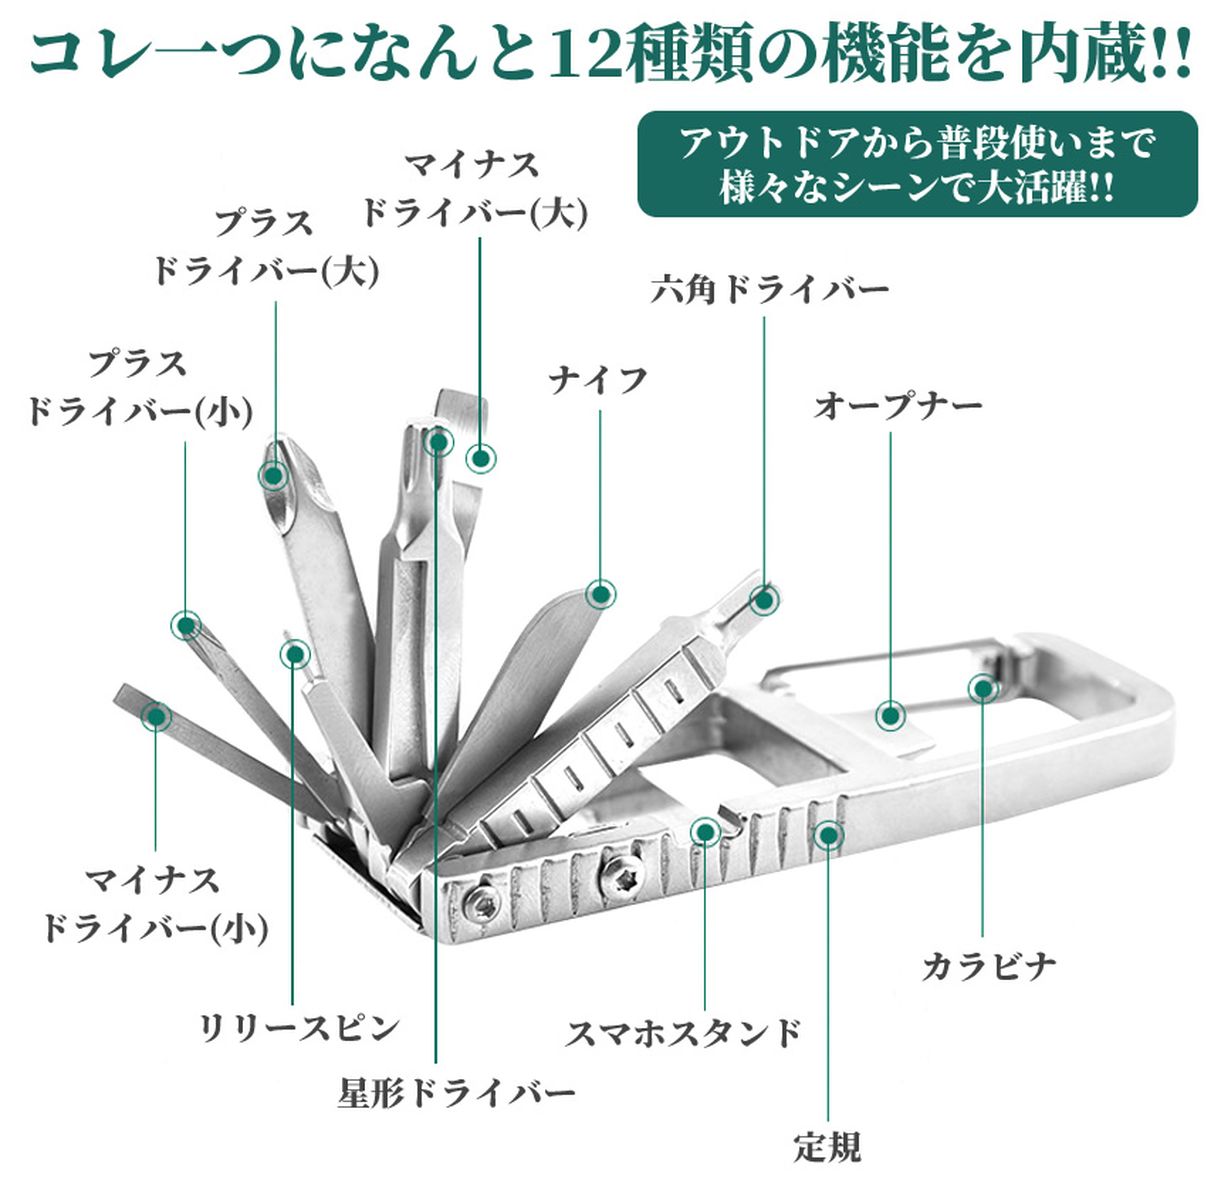 コレ一つになんと12種類の機能を内蔵!!
アウトドアから普段使いまで
様々なシーンで大活躍!!
マイナス
ドライバー(大)
プラス
ドライバー(大)
六角ドライバー
プラス
ドライバー(小)
ナイフ
オープナー
マイナス
ドライバー(小)
カラビナ
リリースピン
スマホスタンド
星形ドライバー
定規